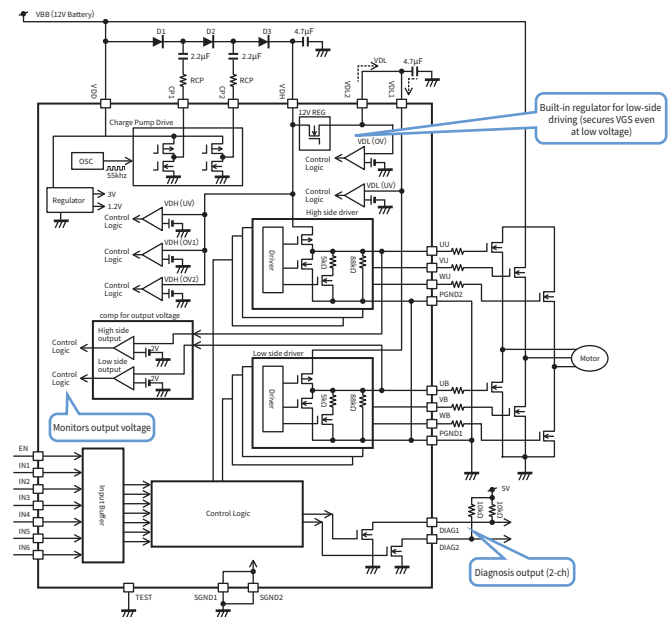 VBB (12V Battery)
D1
D2
D3
4.7μF
2.2μF
2.2μF
RCP
RCP
VDL
4.7μF
VDD
CP1
CP2
VDH
VDL2
VDL1
Built-in regulator for low-side
driving (secures VGS even
at low voltage)
Charge Pump Drive
12V REG
OSC
55khz
VDL (OV)
Control
Logic
VDL (UV)
Control
Logic
Regulator
3V
1.2V
VDH (UV)
Control
Logic
VDH (OV1)
Control
Logic
VDH (OV2)
Control
Logic
High side driver
Driver
5kΩ
88kΩ
UU
VU
WU
PGND2
comp for output voltage
High side
output
2V
Control
Logic
Low side
output
2V
Control
Logic
Monitors output voltage
Low side driver
Driver
5kΩ
88kΩ
UB
VB
WB
PGND1
Motor
EN
IN1
IN2
IN3
IN4
IN5
IN6
Input Buffer
Control Logic
5V
10kΩ
10kΩ
DIAG1
DIAG2
Diagnosis output (2-ch)
TEST
SGND1
SGND2